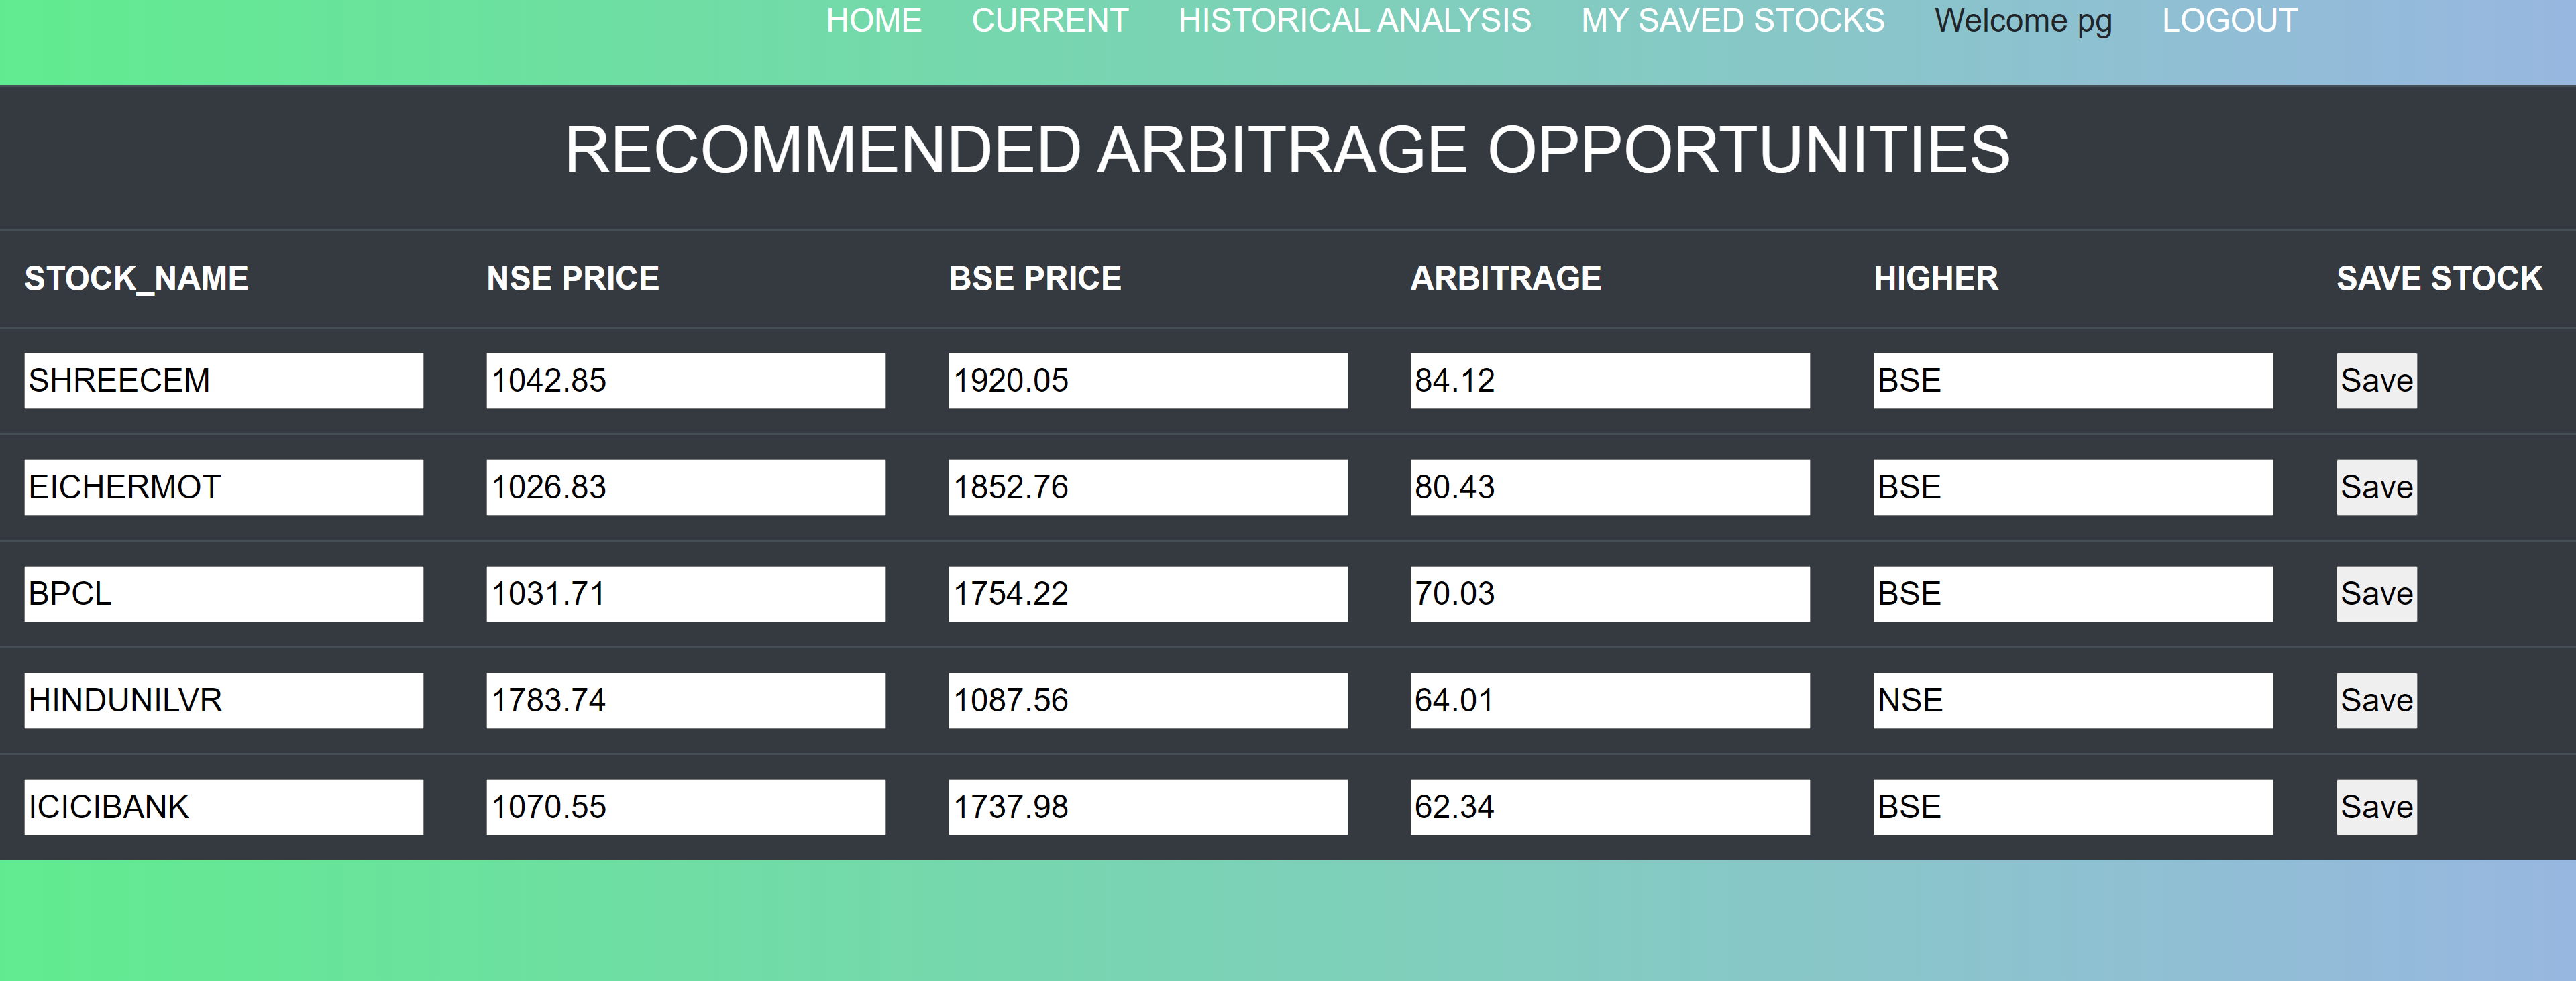 HOME CURRENT HISTORICAL ANALYSIS MY SAVED STOCKS Welcome pg LOGOUT
RECOMMENDED ARBITRAGE OPPORTUNITIES
STOCK_NAME NSE PRICE BSE PRICE ARBITRAGE HIGHER SAVE STOCK
SHREECEM 1042.85 1920.05 84.12 BSE Save
EICHERMOT 1026.83 1852.76 80.43 BSE Save
BPCL 1031.71 1754.22 70.03 BSE Save
HINDUNILVR 1783.74 1087.56 64.01 NSE Save
ICICIBANK 1070.55 1737.98 62.34 BSE Save